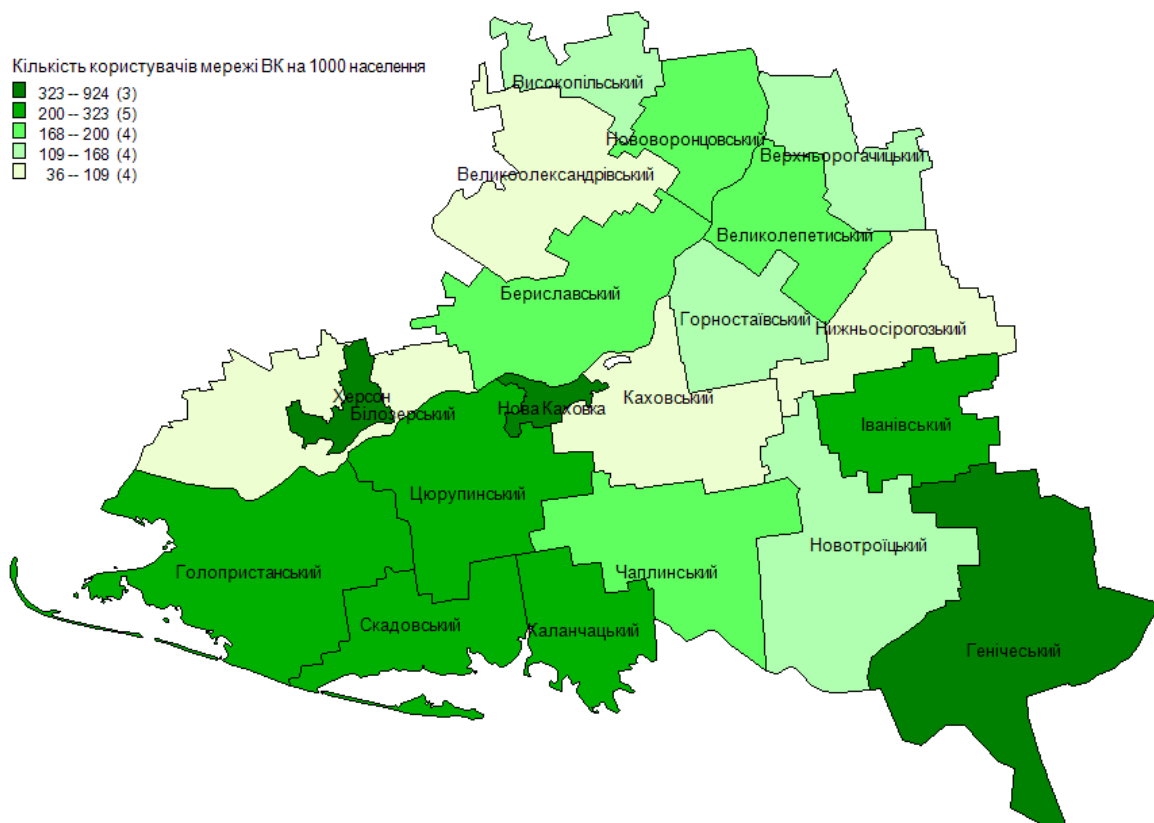 Кількість користувачів мережі ВК на 1000 населення
323 -- 924 (3)
200 -- 323 (5)
168 -- 200 (4)
109 -- 168 (4)
36 -- 109 (4)
Високопільський
Нововоронцовський
Верхньорогачицький
Великоолександрівський
Великолепетиський
Бериславський
Горностаївський
Нижньосірогозький
Херсон
Білозерський
Нова Каховка
Каховський
Іванівський
Цюрупинський
Новотроїцький
Голопристанський
Чаплинський
Скадовський
Каланчацький
Генічеський